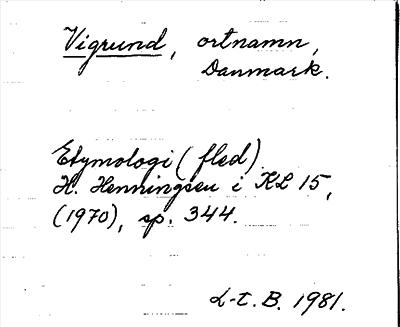 Vigrund, ortnamn,
Danmark.
Etymologi (fled)
H. Henningsen i KL 15,
(1970), sp. 344.
L-t. B. 1981.